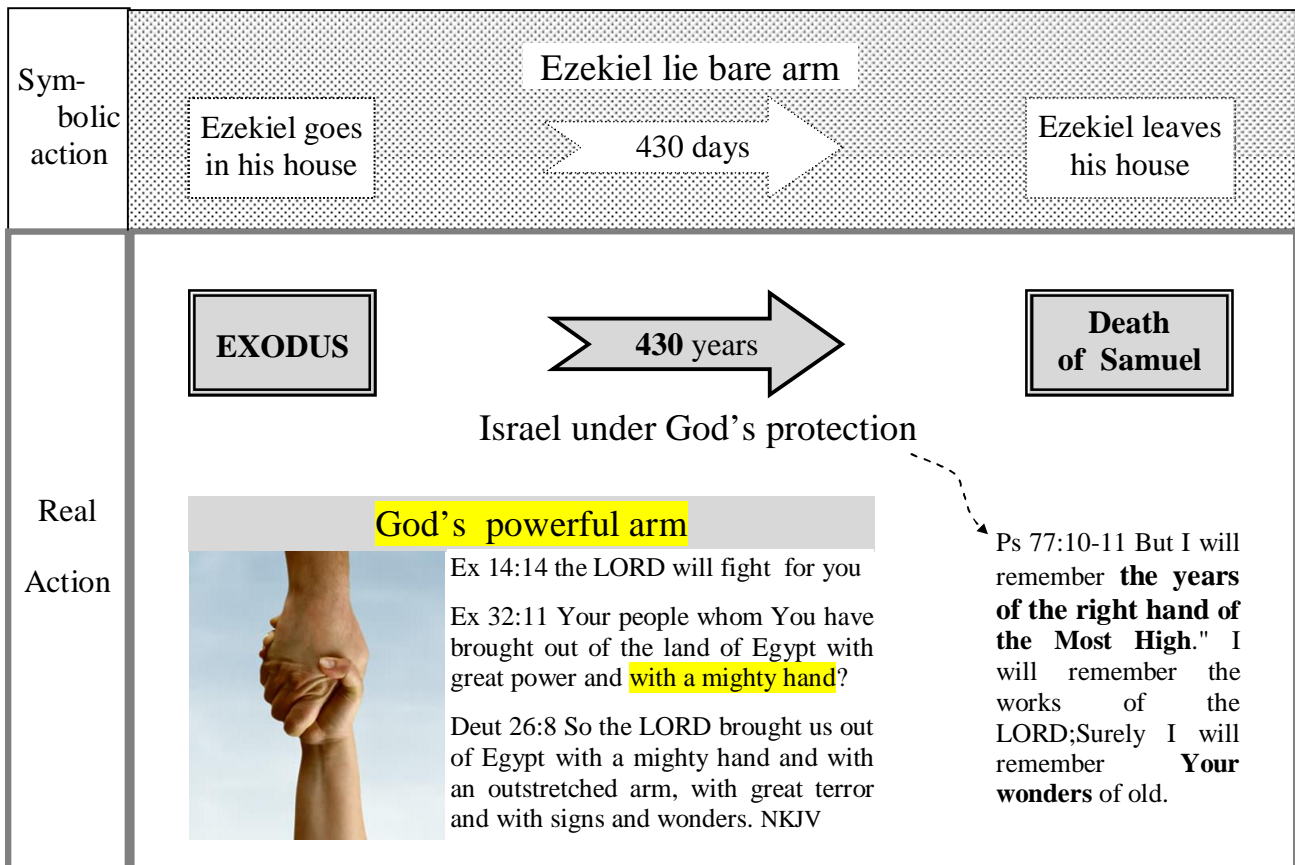 Sym-
bolic
action
Ezekiel lie bare arm
Ezekiel goes
in his house
430 days
Ezekiel leaves
his house
Real
Action
EXODUS
430 years
Death
of Samuel
Israel under God’s protection
God’s powerful arm
Ex 14:14 the LORD will fight for you
Ex 32:11 Your people whom You have
brought out of the land of Egypt with
great power and with a mighty hand?
Deut 26:8 So the LORD brought us out
of Egypt with a mighty hand and with
an outstretched arm, with great terror
and with signs and wonders. NKJV
Ps 77:10-11 But I will
remember the years
of the right hand of
the Most High." I
will remember the
works of the
LORD;Surely I will
remember Your
wonders of old.